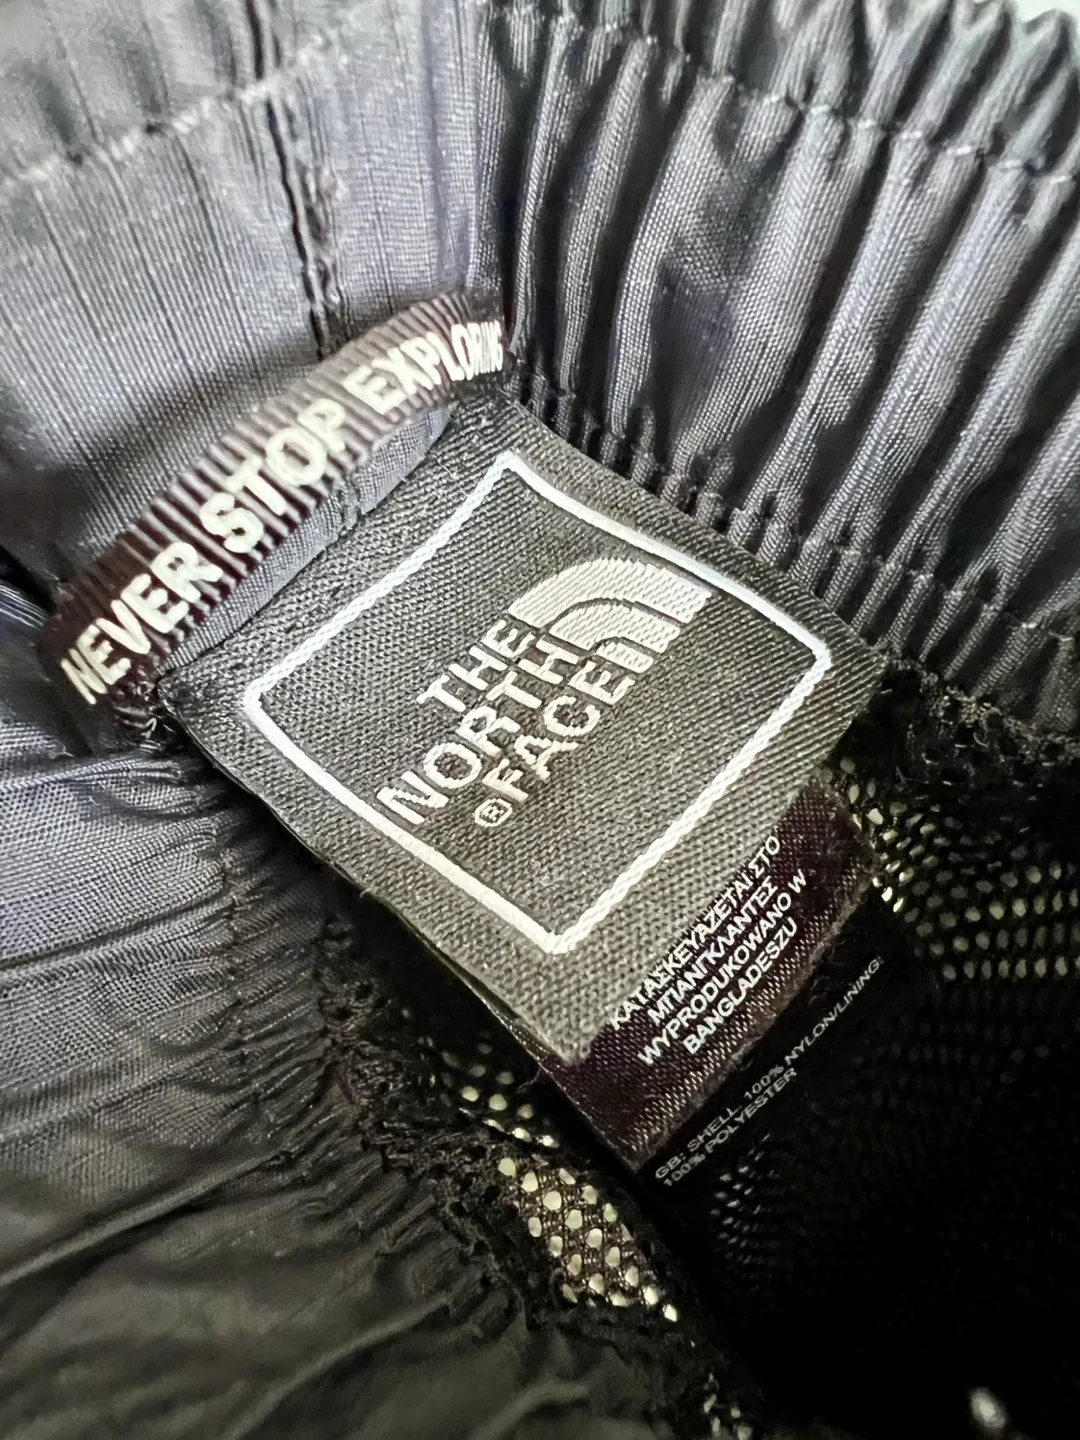 NEVER STOP EXPLORING
THE
NORTH
FACE
®
ΚΑΤΑΣΚΕΥΑΖΕΤΑΙ ΣΤΟ
ΜΠΑΝΓΚΛΑΝΤΕΣ
WYPRODUKOWANO W
BANGLADESZU
GB: SHELL 100% NYLON/LINING:
100% POLYESTER